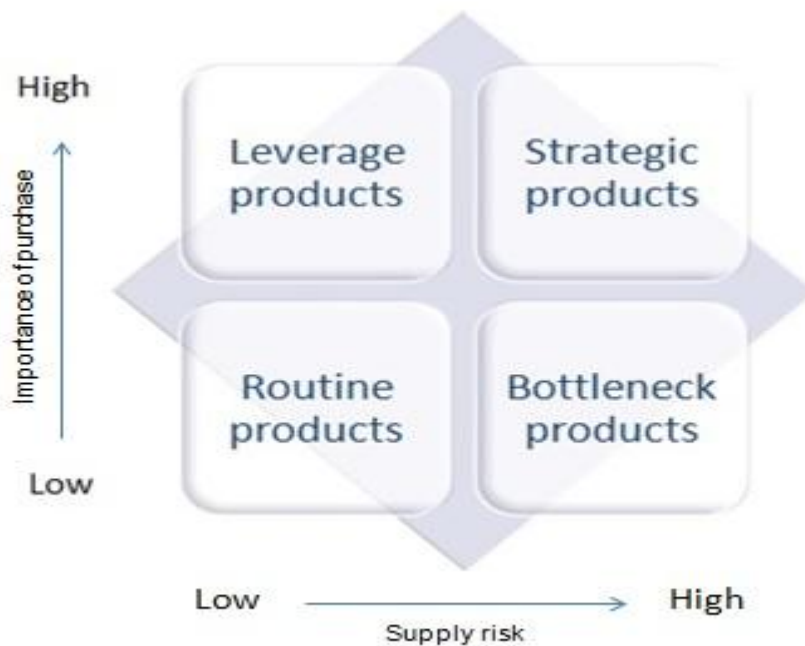 High
Leverage
products
Strategic
products
Importance of purchase
Routine
products
Bottleneck
products
Low
Low
High
Supply risk